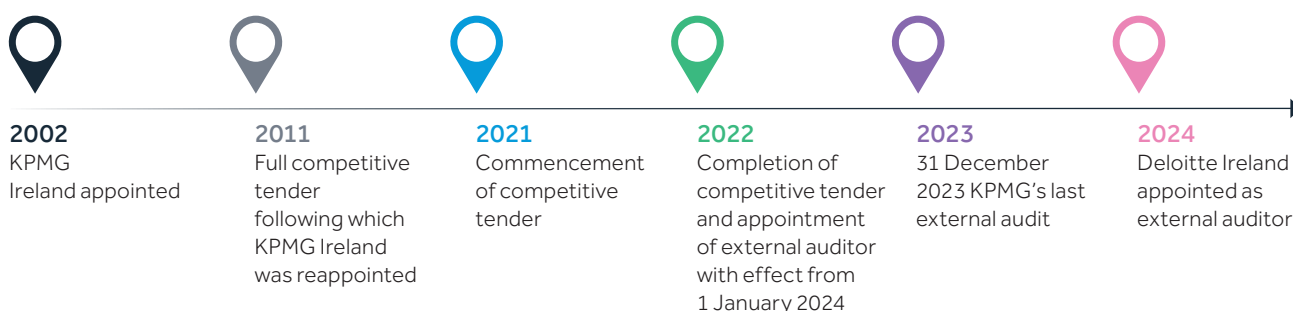 2002
KPMG
Ireland appointed
2011
Full competitive
tender
following which
KPMG Ireland
was reappointed
2021
Commencement
of competitive
tender
2022
Completion of
competitive tender
and appointment
of external auditor
with effect from
1 January 2024
2023
31 December
2023 KPMG’s last
external audit
2024
Deloitte Ireland
appointed as
external auditor